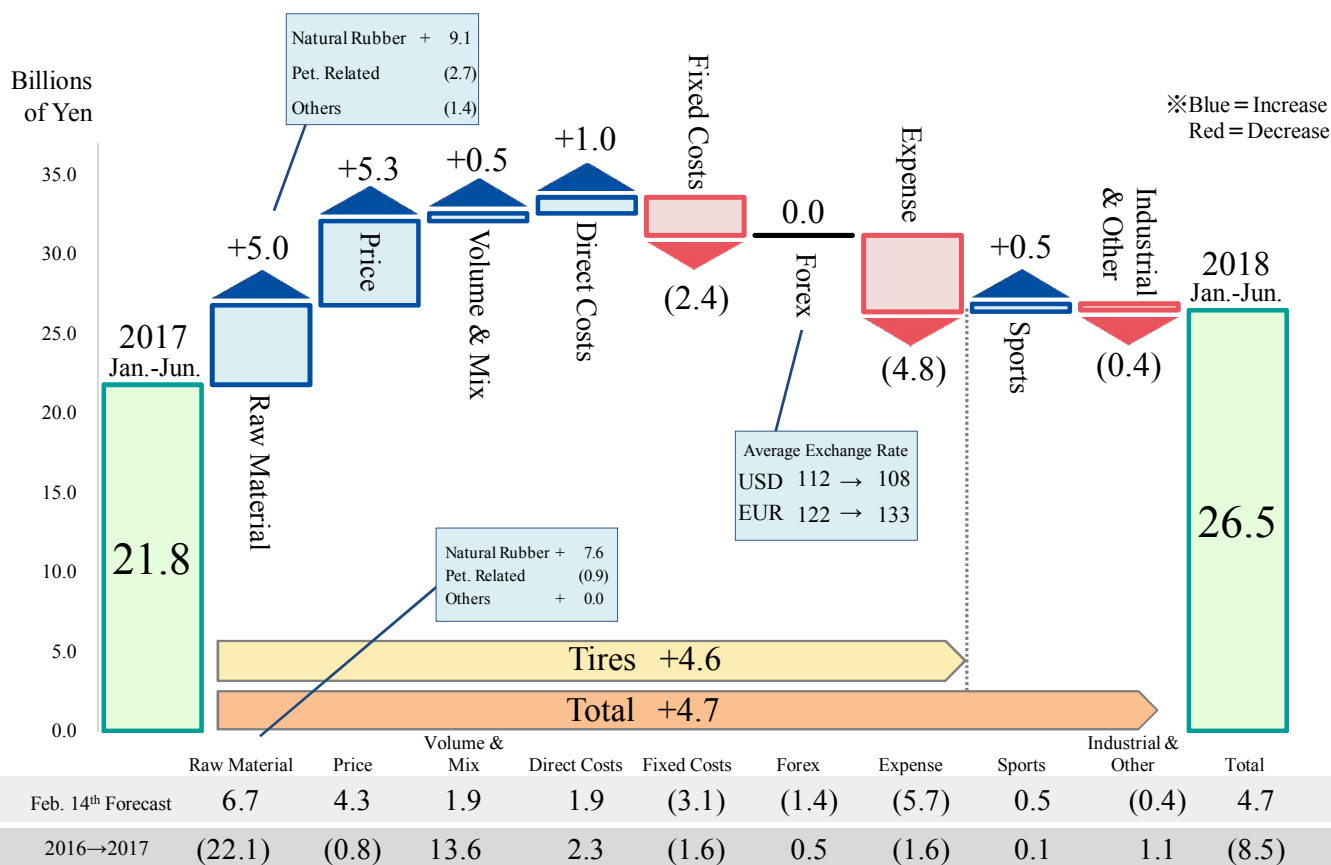 Natural Rubber + 9.1
Pet. Related (2.7)
Others (1.4)
Billions
of Yen
※Blue = Increase
Red = Decrease
35.0
30.0
25.0
20.0
15.0
10.0
5.0
0.0
2017
Jan.-Jun.
21.8
+5.0
Raw Material
+5.3
Price
+0.5
Volume & Mix
+1.0
Direct Costs
Fixed Costs
(2.4)
0.0
Forex
Expense
(4.8)
+0.5
Sports
Industrial
& Other
(0.4)
2018
Jan.-Jun.
26.5
Average Exchange Rate
USD 112 → 108
EUR 122 → 133
Natural Rubber + 7.6
Pet. Related (0.9)
Others + 0.0
Tires +4.6
Total +4.7
Raw Material Price Volume & Mix Direct Costs Fixed Costs Forex Expense Sports Industrial & Other Total
Feb. 14th Forecast 6.7 4.3 1.9 1.9 (3.1) (1.4) (5.7) 0.5 (0.4) 4.7
2016→2017 (22.1) (0.8) 13.6 2.3 (1.6) 0.5 (1.6) 0.1 1.1 (8.5)